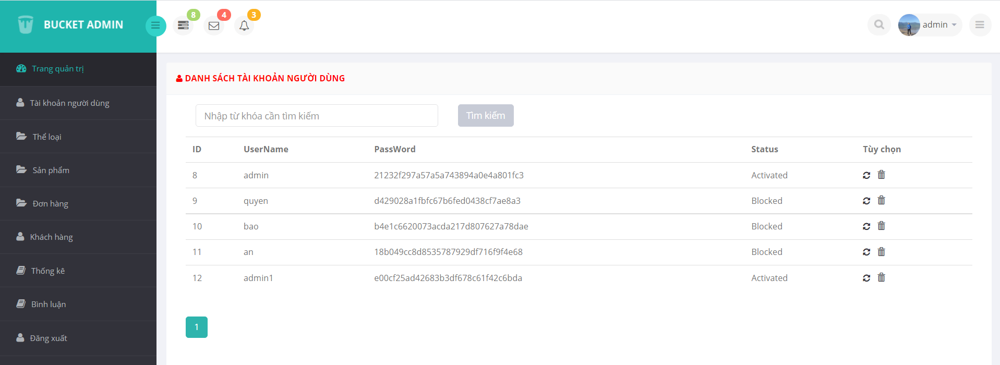 BUCKET ADMIN
8
4
3
admin
Trang quản trị
Tài khoản người dùng
Thể loại
Sản phẩm
Đơn hàng
Khách hàng
Thống kê
Bình luận
Đăng xuất
DANH SÁCH TÀI KHOẢN NGƯỜI DÙNG
Nhập từ khóa cần tìm kiếm Tìm kiếm
ID UserName PassWord Status Tùy chọn
8 admin 21232f297a57a5a743894a0e4a801fc3 Activated
9 quyen d429028a1fbfc67b6fed0438cf7ae8a3 Blocked
10 bao b4e1c6620073acda217d807627a78dae Blocked
11 an 18b049cc8d8535787929df716f9f4e68 Blocked
12 admin1 e00cf25ad42683b3df678c61f42c6bda Activated
1